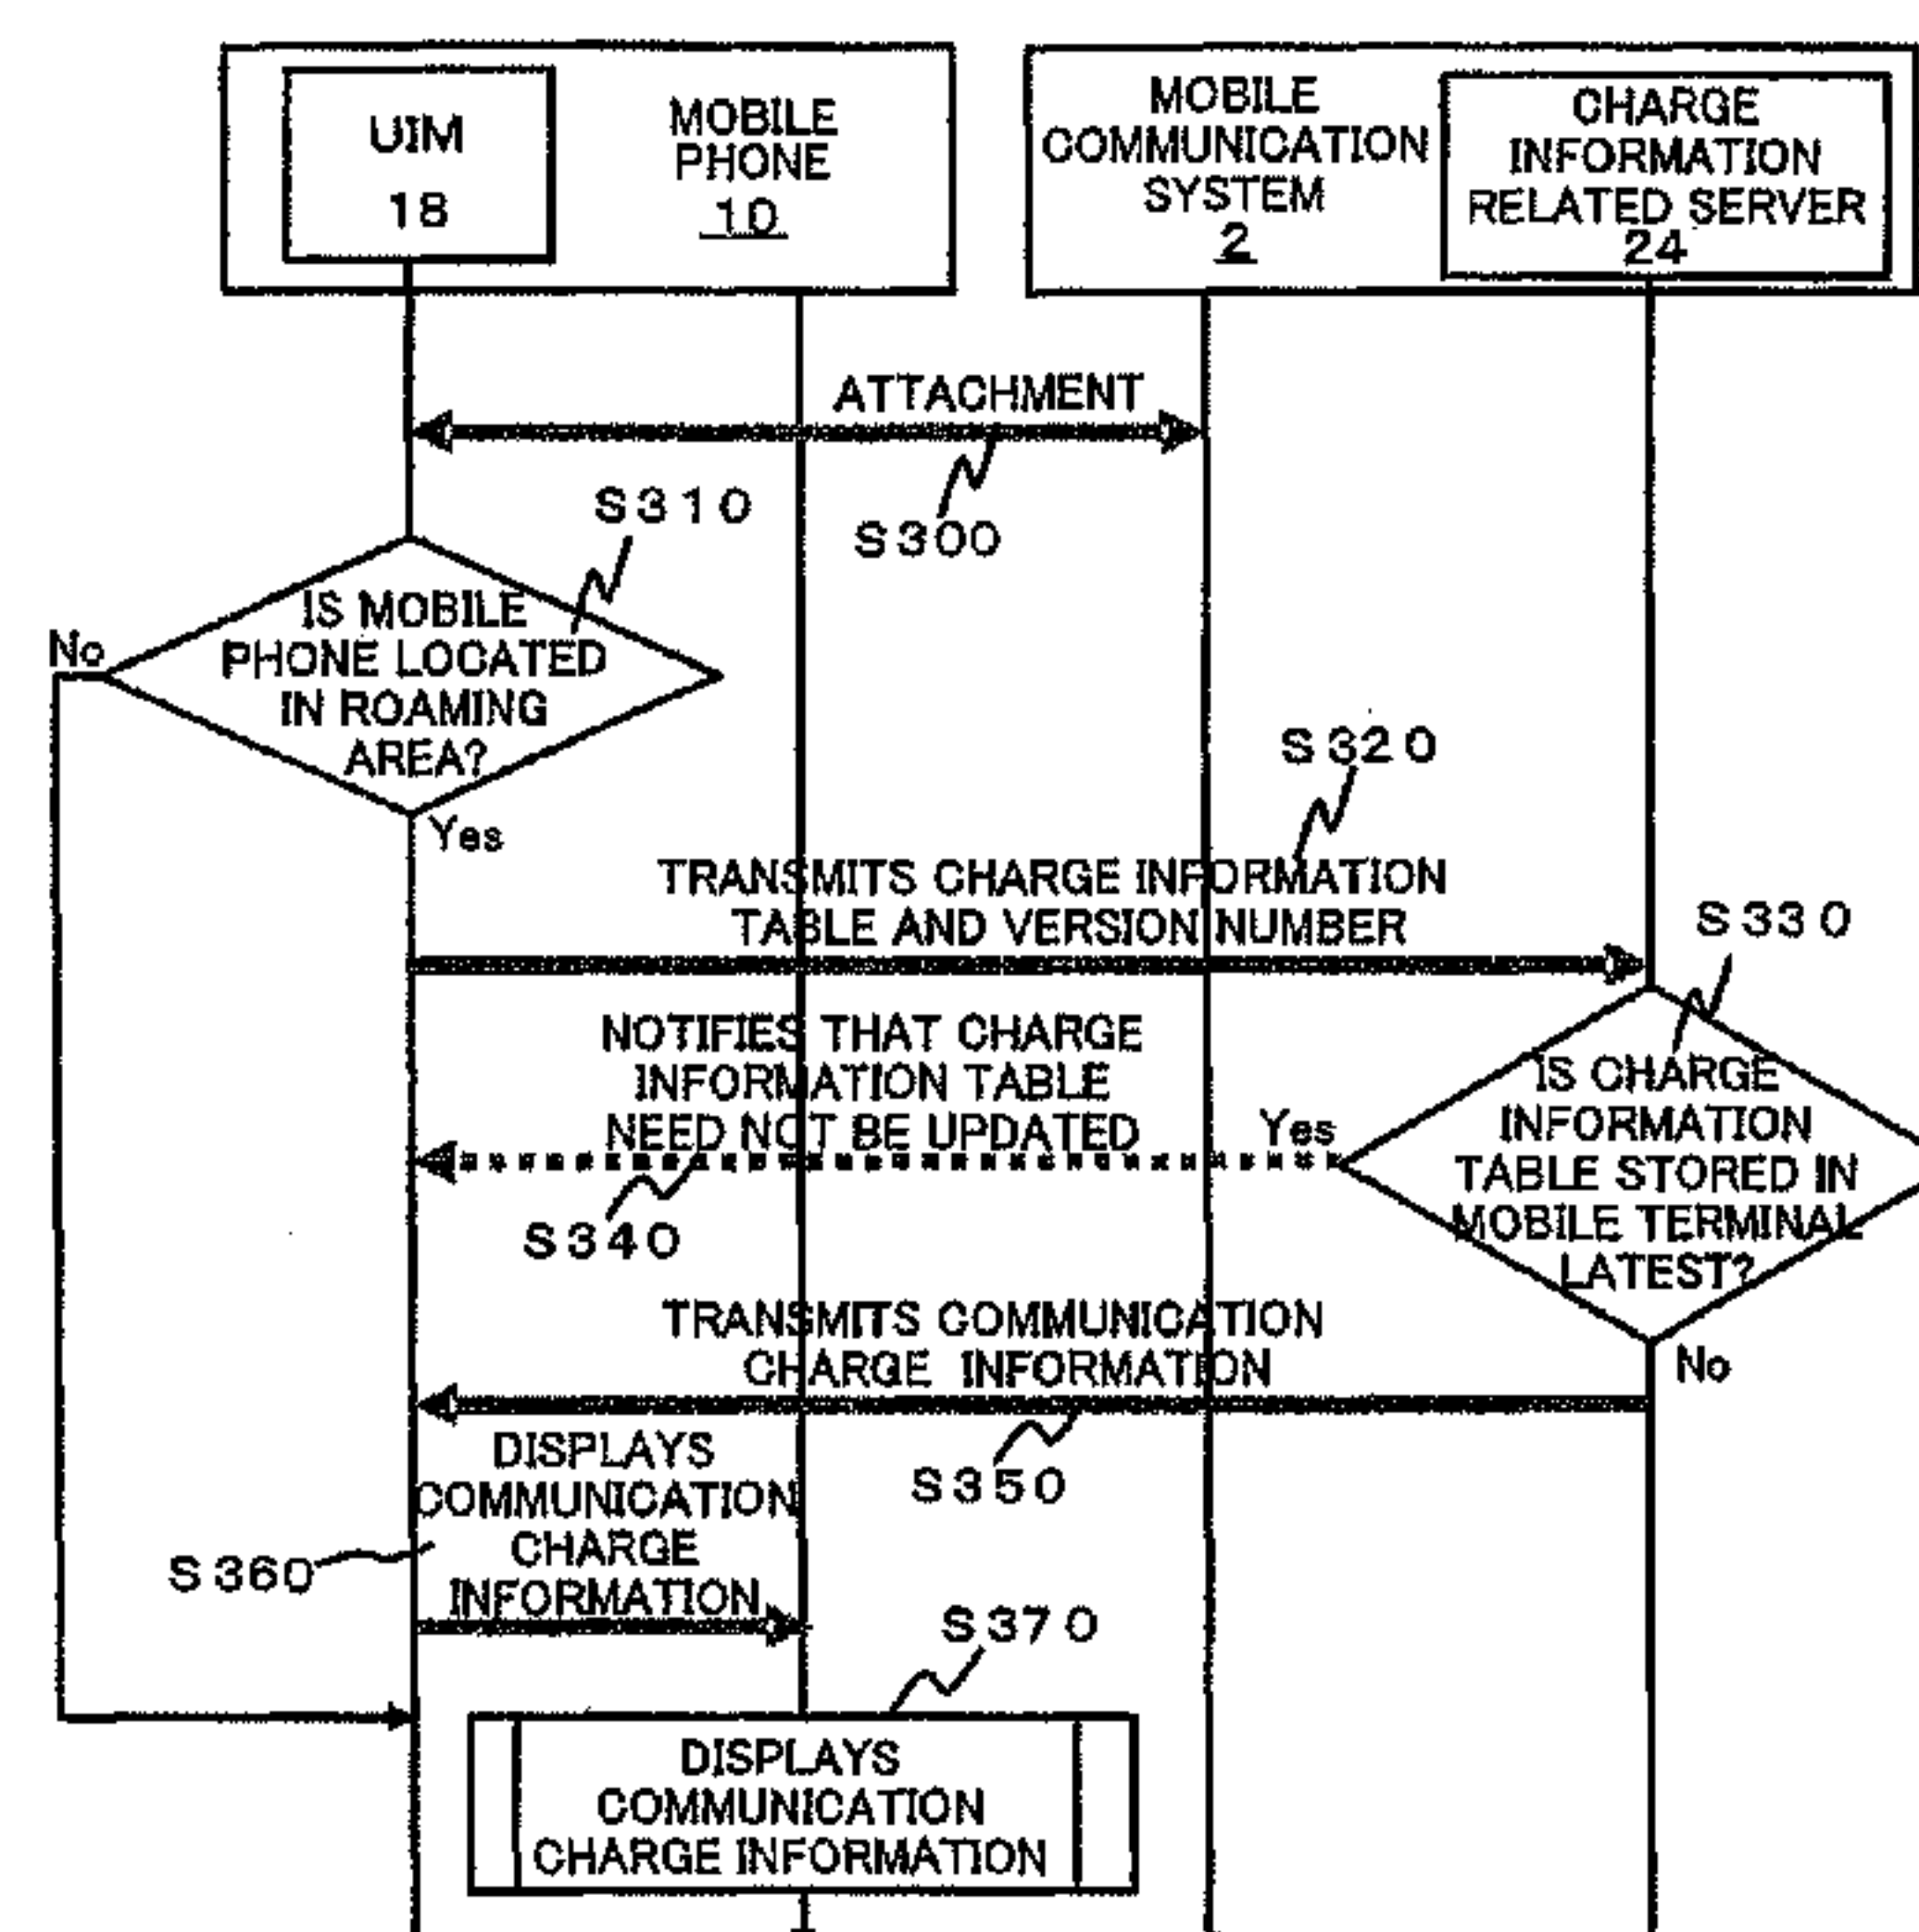 UIM
18
MOBILE
PHONE
10
MOBILE
COMMUNICATION
SYSTEM
2
CHARGE
INFORMATION
RELATED SERVER
24
ATTACHMENT
S300
S310
IS MOBILE
PHONE LOCATED
IN ROAMING
AREA?
No
Yes
S320
TRANSMITS CHARGE INFORMATION
TABLE AND VERSION NUMBER
S330
NOTIFIES THAT CHARGE
INFORMATION TABLE
NEED NOT BE UPDATED
Yes
S340
IS CHARGE
INFORMATION
TABLE STORED IN
MOBILE TERMINAL
LATEST?
No
TRANSMITS COMMUNICATION
CHARGE INFORMATION
S350
DISPLAYS
COMMUNICATION
CHARGE
INFORMATION
S360
S370
DISPLAYS
COMMUNICATION
CHARGE INFORMATION